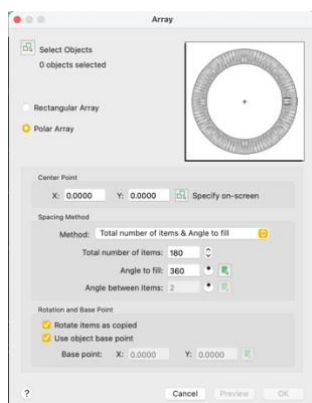 Array
Select Objects
0 objects selected
Rectangular Array
Polar Array
Center Point
X: 0.0000 Y: 0.0000 Specify on-screen
Spacing Method
Method: Total number of items & Angle to fill
Total number of items: 180
Angle to fill: 360 °
Angle between items: 2 °
Rotation and Base Point
Rotate items as copied
Use object base point
Base point: X: 0.0000 Y: 0.0000
? Cancel Preview OK